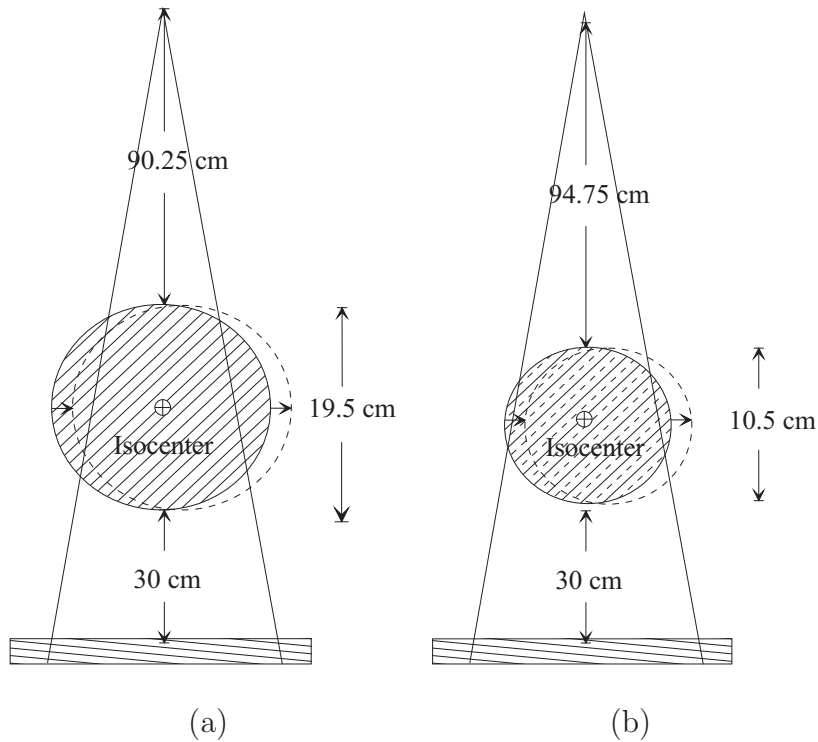 90.25 cm
94.75 cm
19.5 cm
10.5 cm
Isocenter
Isocenter
30 cm
30 cm
(a)
(b)